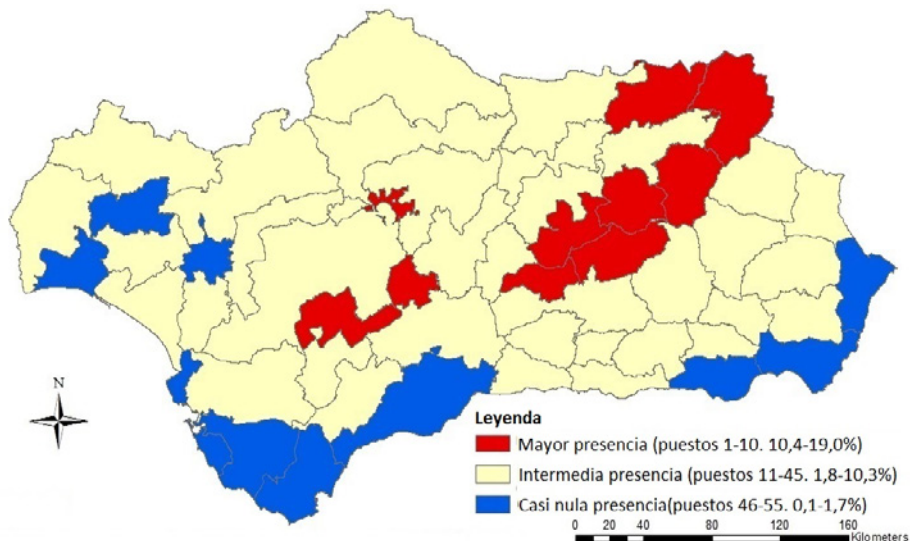 N
Leyenda
Mayor presencia (puestos 1-10. 10,4-19,0%)
Intermedia presencia (puestos 11-45. 1,8-10,3%)
Casi nula presencia(puestos 46-55. 0,1-1,7%)
0 10 20 40 80 120 160
Kilometers